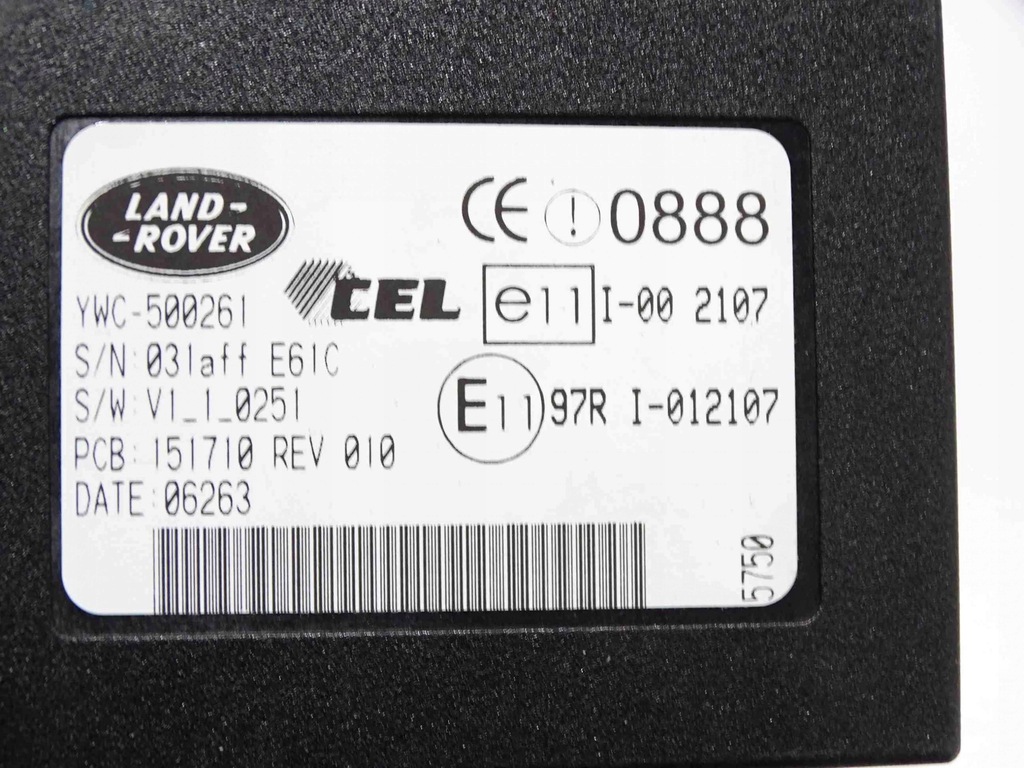 LAND-
-ROVER
CE ! 0888
TEL
e11 I-00 2107
YWC-500261
S/N:031aff E61C
S/W:V1_1_0251
E11 97R I-012107
PCB:151710 REV 010
DATE:06263
5750